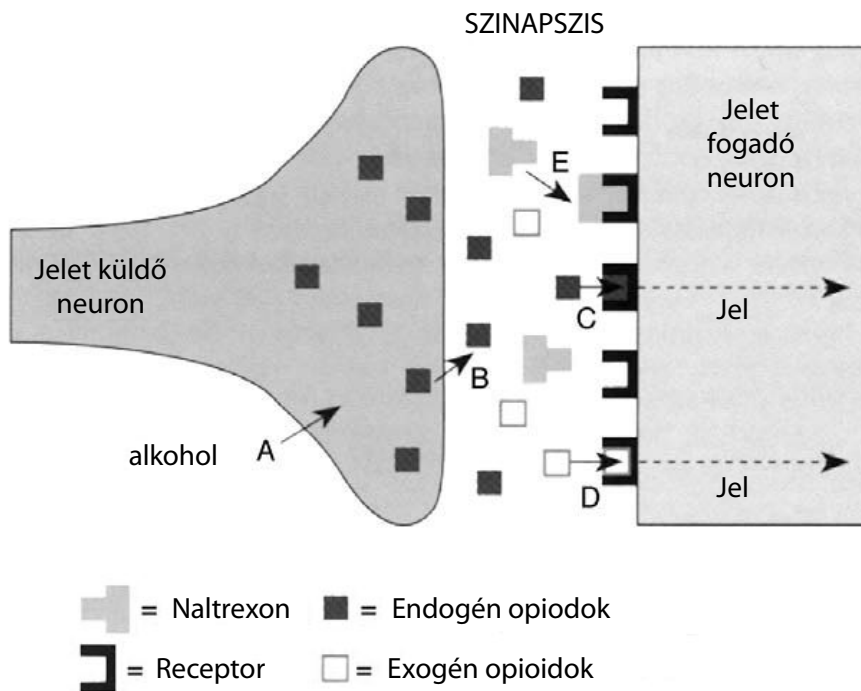 SZINAPSZIS
Jelet
fogadó
neuron
E
Jelet küldő
neuron
C
Jel
B
alkohol
A
D
Jel
= Naltrexon
= Endogén opiodok
= Receptor
= Exogén opioidok